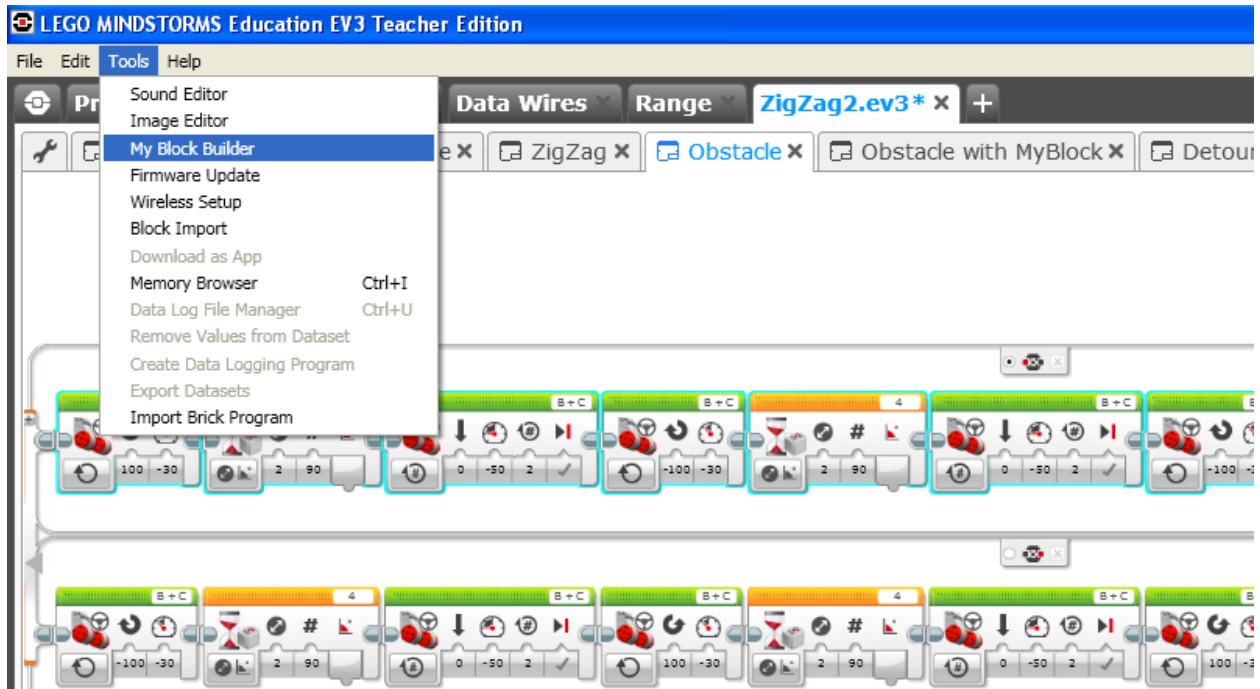 LEGO MINDSTORMS Education EV3 Teacher Edition
File Edit Tools Help
Pr Data Wires Range ZigZag2.ev3* +
e ZigZag Obstacle Obstacle with MyBlock Detour
Sound Editor
Image Editor
My Block Builder
Firmware Update
Wireless Setup
Block Import
Download as App
Memory Browser Ctrl+I
Data Log File Manager Ctrl+U
Remove Values from Dataset
Create Data Logging Program
Export Datasets
Import Brick Program
B+C B+C 4 B+C
# # #
100 -30 2 90 0 -50 2 -100 -30 2 90 0 -50 2 -100
B+C 4 B+C B+C 4 B+C
# # # # #
-100 -30 2 90 0 -50 2 100 -30 2 90 0 -50 2 100